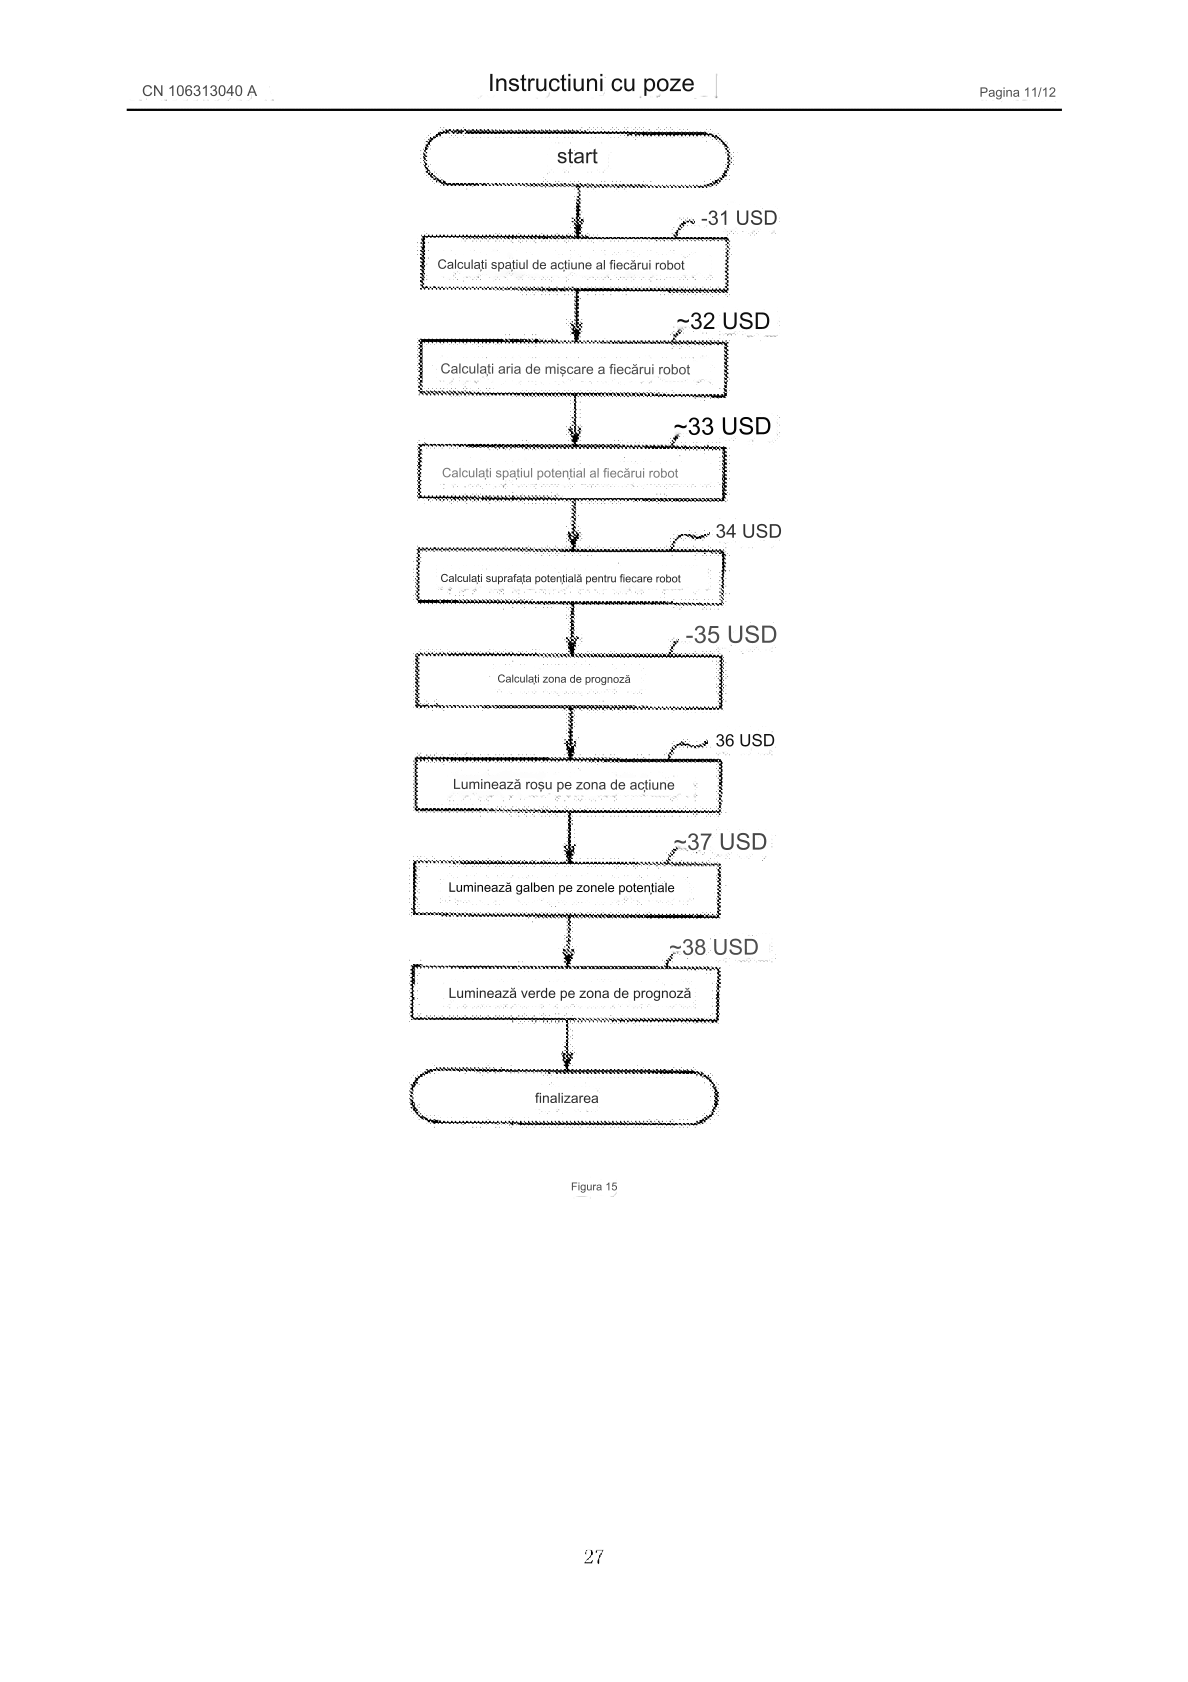 CN 106313040 A
Instructiuni cu poze
Pagina 11/12
start
-31 USD
Calculați spațiul de acțiune al fiecărui robot
~32 USD
Calculați aria de mișcare a fiecărui robot
~33 USD
Calculați spațiul potențial al fiecărui robot
34 USD
Calculați suprafața potențială pentru fiecare robot
-35 USD
Calculați zona de prognoză
36 USD
Luminează roșu pe zona de acțiune
~37 USD
Luminează galben pe zonele potențiale
~38 USD
Luminează verde pe zona de prognoză
finalizarea
Figura 15
27